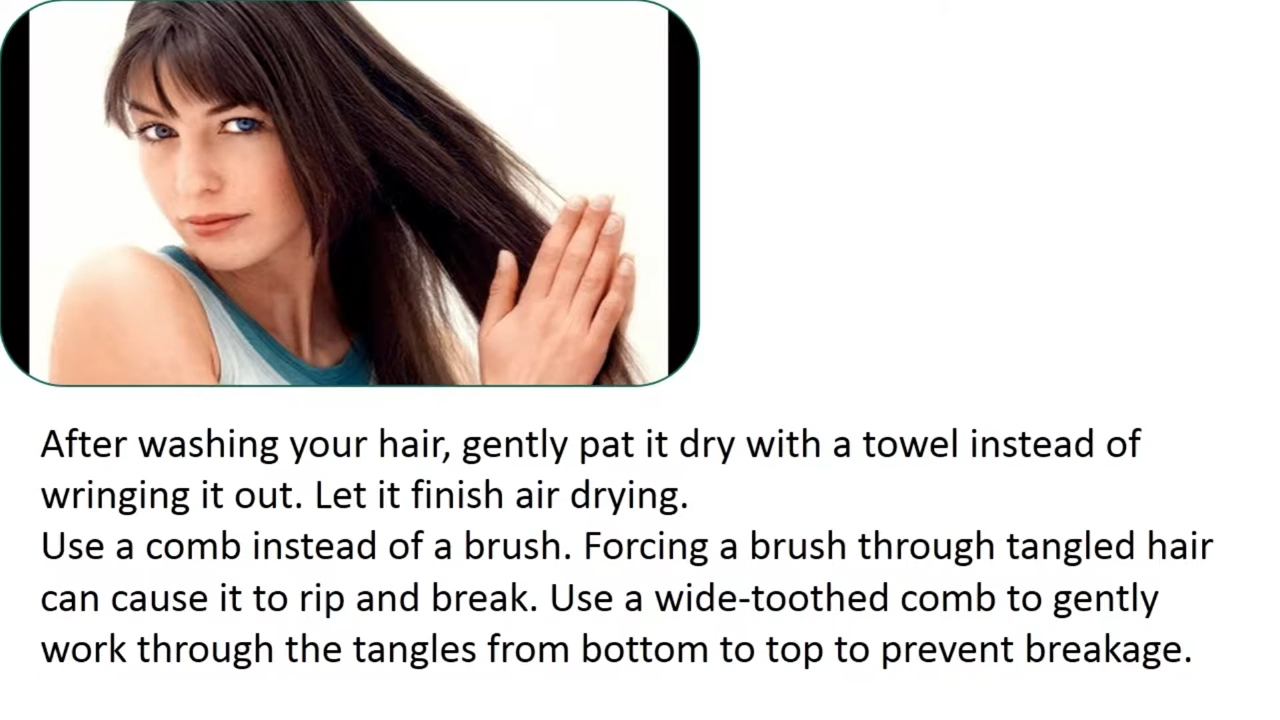 After washing your hair, gently pat it dry with a towel instead of
wringing it out. Let it finish air drying.
Use a comb instead of a brush. Forcing a brush through tangled hair
can cause it to rip and break. Use a wide-toothed comb to gently
work through the tangles from bottom to top to prevent breakage.